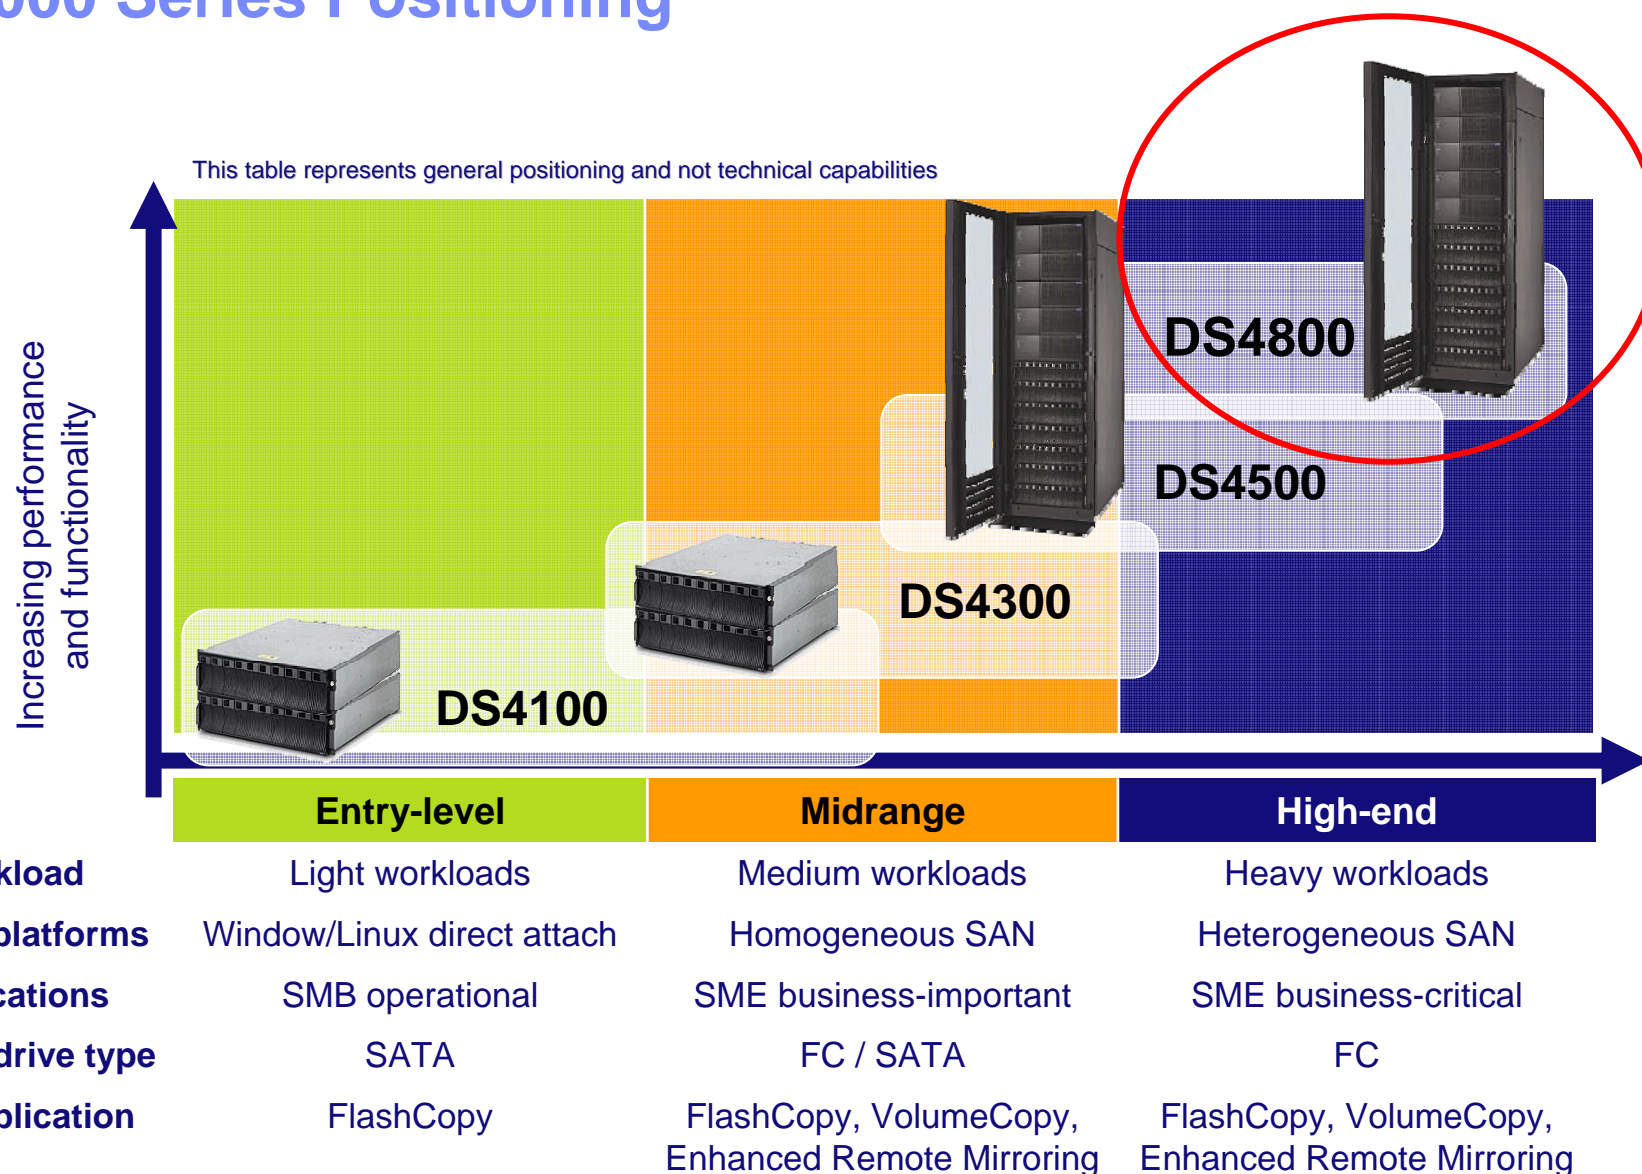 000 Series Positioning
This table represents general positioning and not technical capabilities
Increasing performance
and functionality
DS4800
DS4500
DS4300
DS4100
Entry-level Midrange High-end
kload Light workloads Medium workloads Heavy workloads
platforms Window/Linux direct attach Homogeneous SAN Heterogeneous SAN
cations SMB operational SME business-important SME business-critical
drive type SATA FC / SATA FC
plication FlashCopy FlashCopy, VolumeCopy, FlashCopy, VolumeCopy,
Enhanced Remote Mirroring Enhanced Remote Mirroring